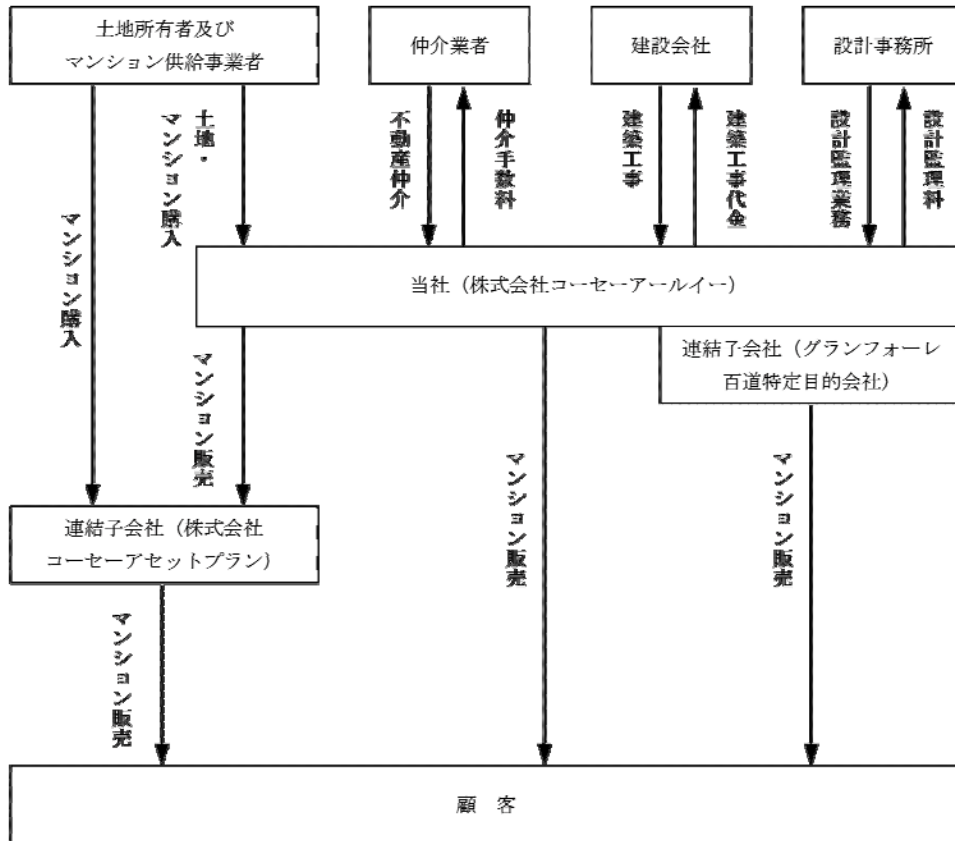 土地所有者及び
マンション供給事業者
仲介業者
建設会社
設計事務所
マンション購入
土地・
マンション購入
不動産仲介
仲介手数料
建築工事
建築工事代金
設計監理業務
設計監理料
当社（株式会社コーセーアールイー）
連結子会社（グランフォーレ
百道特定目的会社）
マンション販売
連結子会社（株式会社
コーセーアセットプラン）
マンション販売
マンション販売
マンション販売
顧　客